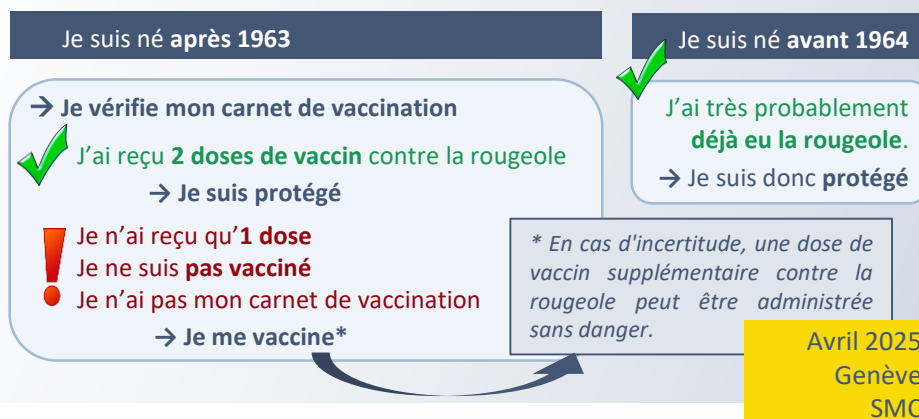 Je suis né après 1963
→ Je vérifie mon carnet de vaccination
J'ai reçu 2 doses de vaccin contre la rougeole
→ Je suis protégé
Je n'ai reçu qu'1 dose
Je ne suis pas vacciné
Je n'ai pas mon carnet de vaccination
→ Je me vaccine*
Je suis né avant 1964
J'ai très probablement
déjà eu la rougeole.
→ Je suis donc protégé
* En cas d'incertitude, une dose de
vaccin supplémentaire contre la
rougeole peut être administrée
sans danger.
Avril 2025
Genève
SMC